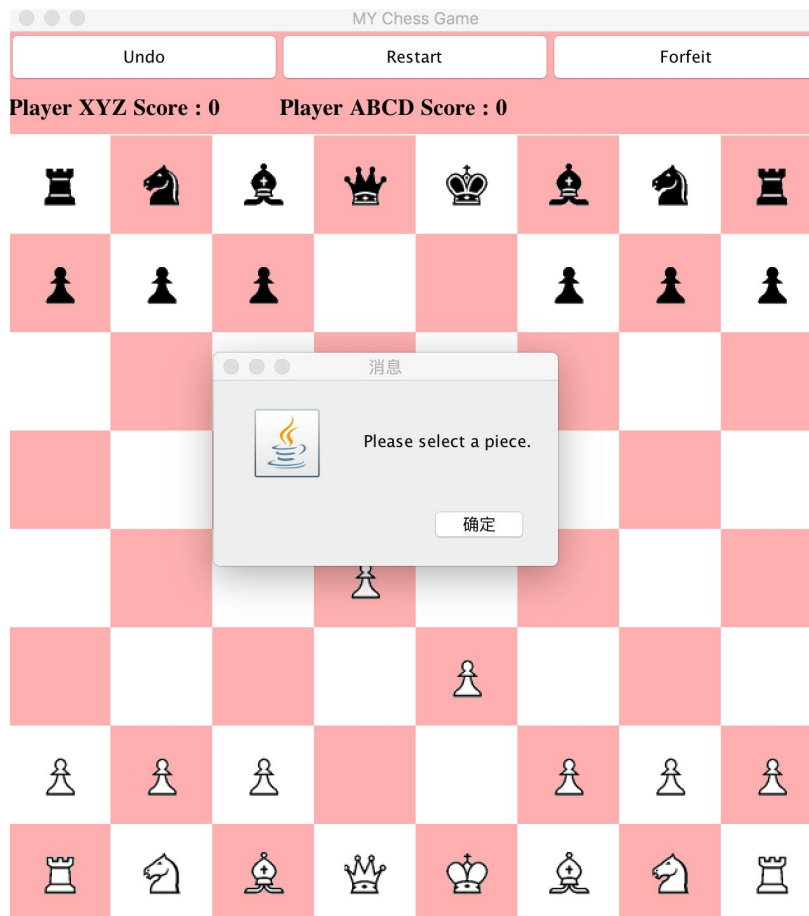 MY Chess Game
Undo Restart Forfeit
Player XYZ Score : 0 Player ABCD Score : 0
消息
Please select a piece.
确定